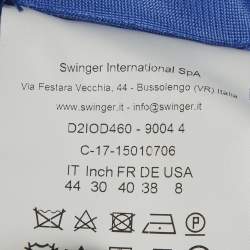 Swinger International SpA
Via Festara Vecchia, 44 - Bussolengo (VR) Italia
www.swinger.it - info@swinger.it
D2IOD460 - 9004 4
C-17-15010706
IT Inch FR DE USA
44 30 40 38 8